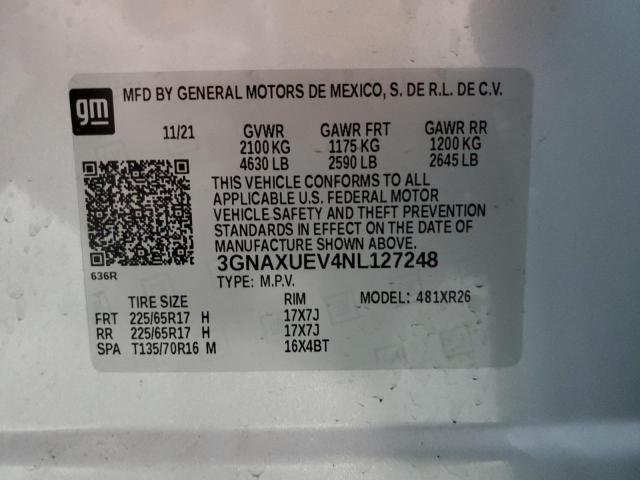 gm
MFD BY GENERAL MOTORS DE MEXICO, S. DE R.L. DE C.V.
11/21 GVWR GAWR FRT GAWR RR
2100 KG 1175 KG 1200 KG
4630 LB 2590 LB 2645 LB
THIS VEHICLE CONFORMS TO ALL
APPLICABLE U.S. FEDERAL MOTOR
VEHICLE SAFETY AND THEFT PREVENTION
STANDARDS IN EFFECT ON THE DATE OF
MANUFACTURE SHOWN ABOVE.
3GNAXUEV4NL127248
636R
TYPE: M.P.V.
TIRE SIZE RIM MODEL: 481XR26
FRT 225/65R17 H 17X7J
RR 225/65R17 H 17X7J
SPA T135/70R16 M 16X4BT